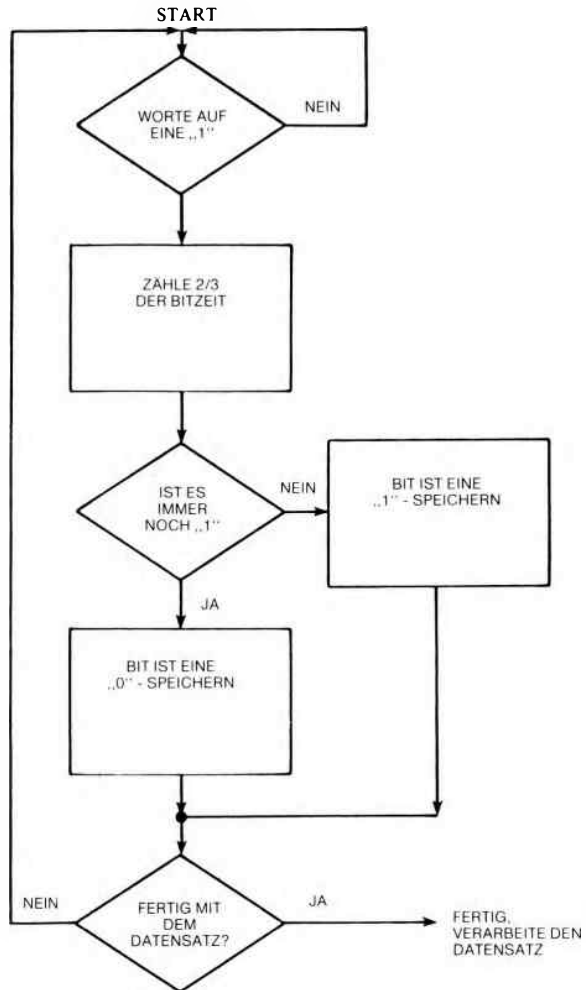 START
WORTE AUF
EINE „1“
NEIN
ZÄHLE 2/3
DER BITZEIT
IST ES
IMMER
NOCH „1“
NEIN
BIT IST EINE
„1“ - SPEICHERN
JA
BIT IST EINE
„0“ - SPEICHERN
NEIN
FERTIG MIT
DEM
DATENSATZ?
JA
FERTIG,
VERARBEITE DEN
DATENSATZ